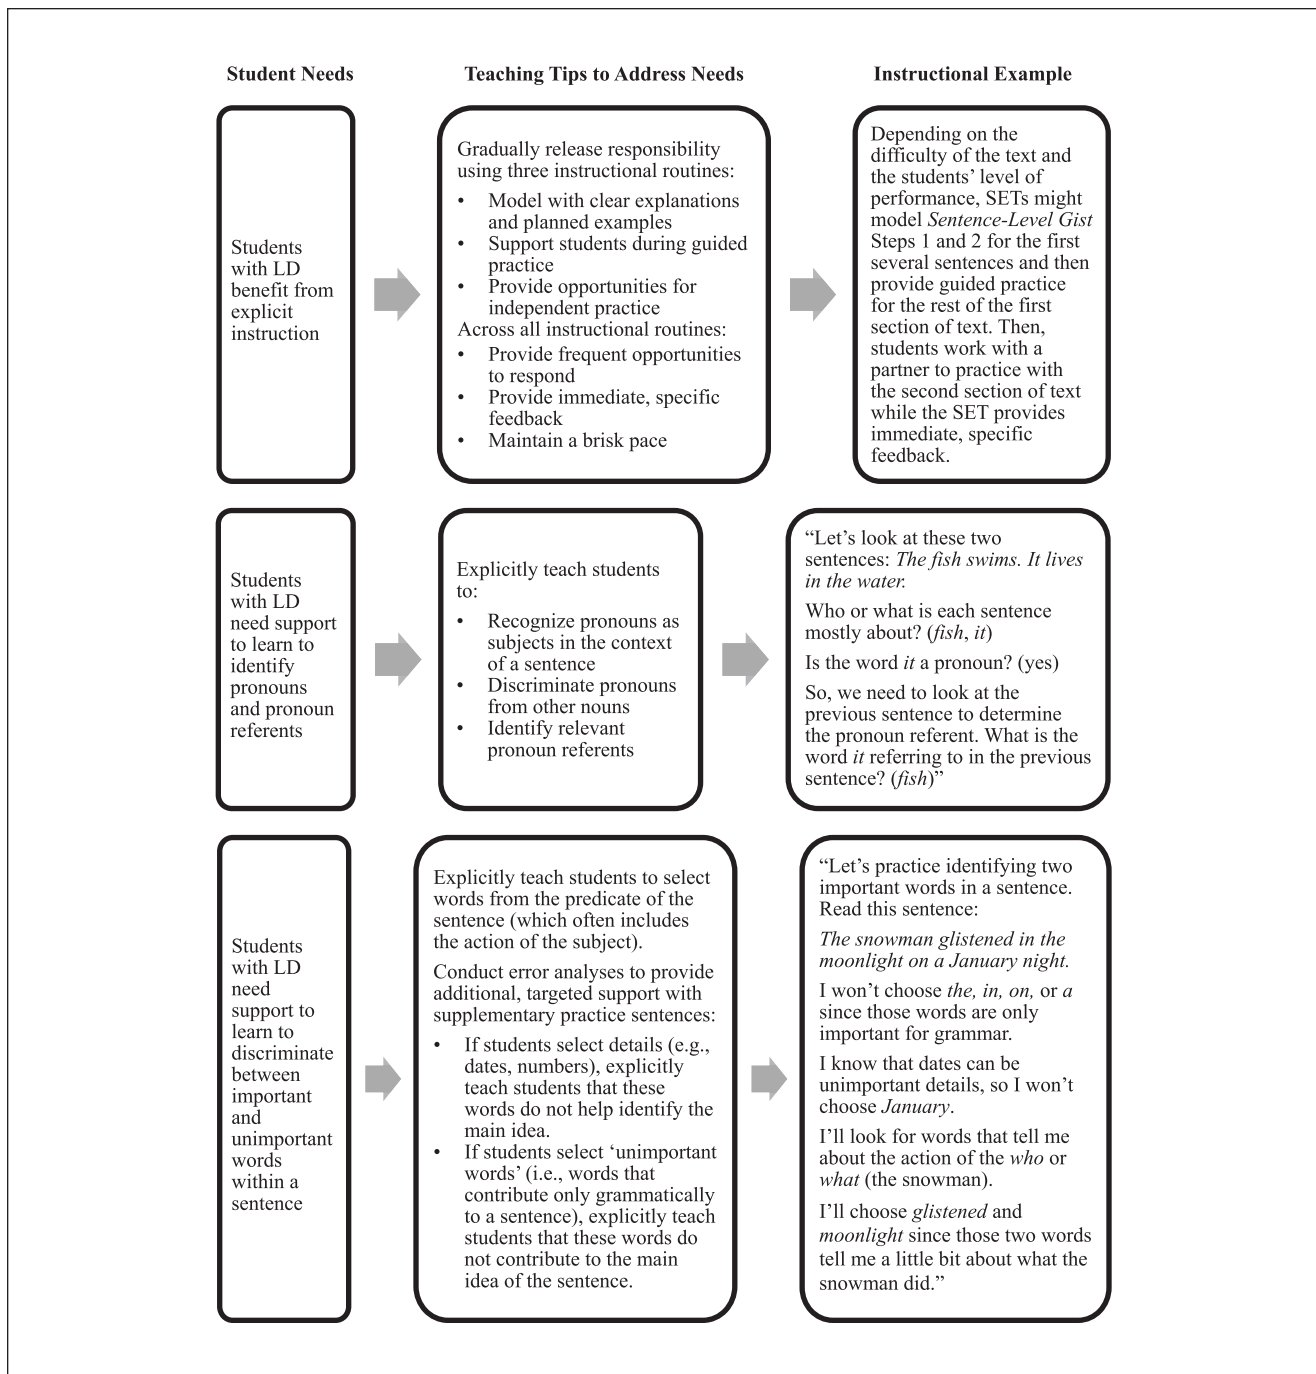 Student Needs
Teaching Tips to Address Needs
Instructional Example
Students
with LD
benefit from
explicit
instruction
Gradually release responsibility
using three instructional routines:
• Model with clear explanations
and planned examples
• Support students during guided
practice
• Provide opportunities for
independent practice
Across all instructional routines:
• Provide frequent opportunities
to respond
• Provide immediate, specific
feedback
• Maintain a brisk pace
Depending on the
difficulty of the text and
the students’ level of
performance, SETs might
model Sentence-Level Gist
Steps 1 and 2 for the first
several sentences and then
provide guided practice
for the rest of the first
section of text. Then,
students work with a
partner to practice with
the second section of text
while the SET provides
immediate, specific
feedback.
Students
with LD
need support
to learn to
identify
pronouns
and pronoun
referents
Explicitly teach students
to:
• Recognize pronouns as
subjects in the context
of a sentence
• Discriminate pronouns
from other nouns
• Identify relevant
pronoun referents
“Let’s look at these two
sentences: The fish swims. It lives
in the water.
Who or what is each sentence
mostly about? (fish, it)
Is the word it a pronoun? (yes)
So, we need to look at the
previous sentence to determine
the pronoun referent. What is the
word it referring to in the previous
sentence? (fish)”
Students
with LD
need
support to
learn to
discriminate
between
important
and
unimportant
words
within a
sentence
Explicitly teach students to select
words from the predicate of the
sentence (which often includes
the action of the subject).
Conduct error analyses to provide
additional, targeted support with
supplementary practice sentences:
• If students select details (e.g.,
dates, numbers), explicitly
teach students that these
words do not help identify the
main idea.
• If students select ‘unimportant
words’ (i.e., words that
contribute only grammatically
to a sentence), explicitly teach
students that these words do
not contribute to the main
idea of the sentence.
“Let’s practice identifying two
important words in a sentence.
Read this sentence:
The snowman glistened in the
moonlight on a January night.
I won’t choose the, in, on, or a
since those words are only
important for grammar.
I know that dates can be
unimportant details, so I won’t
choose January.
I’ll look for words that tell me
about the action of the who or
what (the snowman).
I’ll choose glistened and
moonlight since those two words
tell me a little bit about what the
snowman did.”